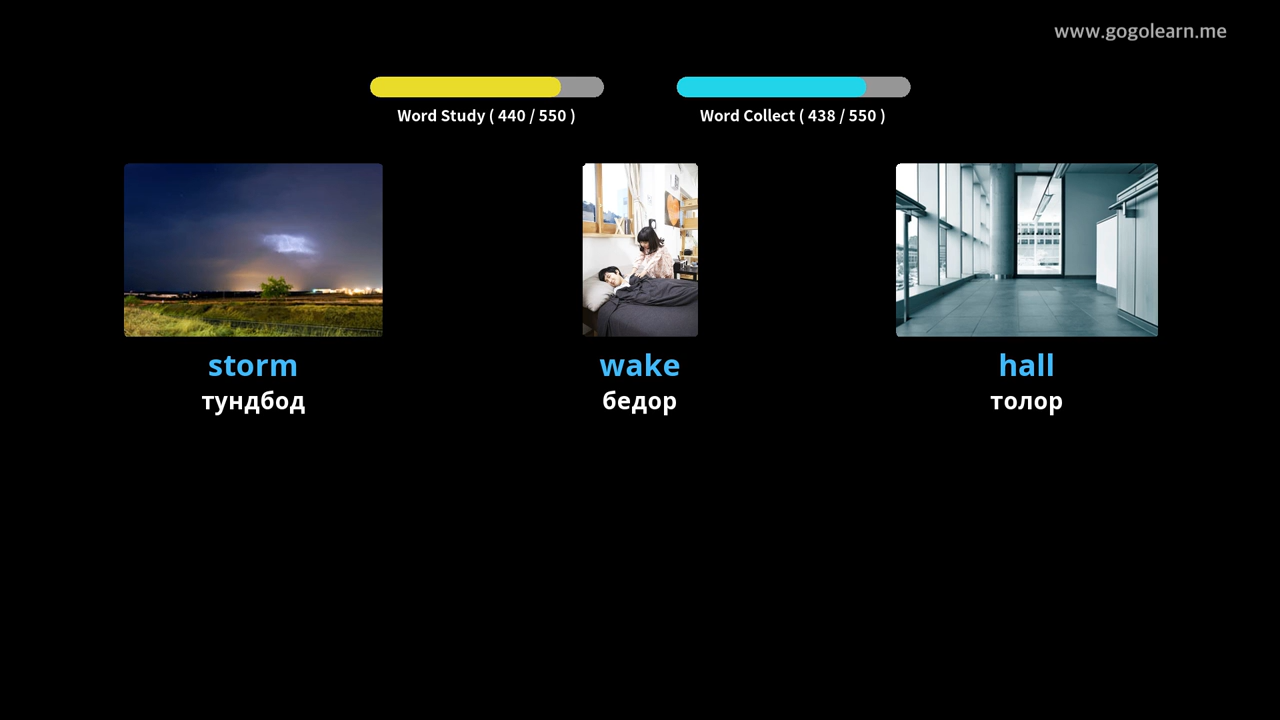 www.gogolearn.me
Word Study ( 440 / 550 )
Word Collect ( 438 / 550 )
storm
wake
hall
тундбод
бедор
толор